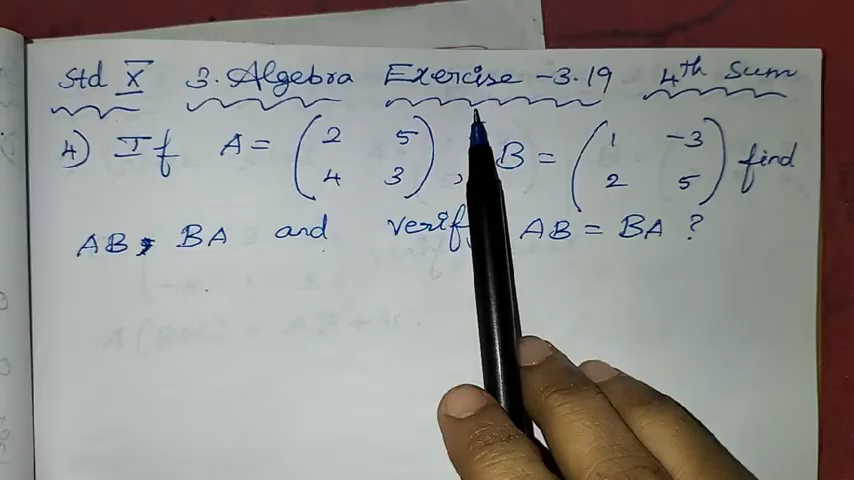 Std X 3. Algebra Exercise -3.19 4th Sum
4) If A = (2 5 4 3), B = (1 -3 2 5) find
AB, BA and verify AB = BA ?